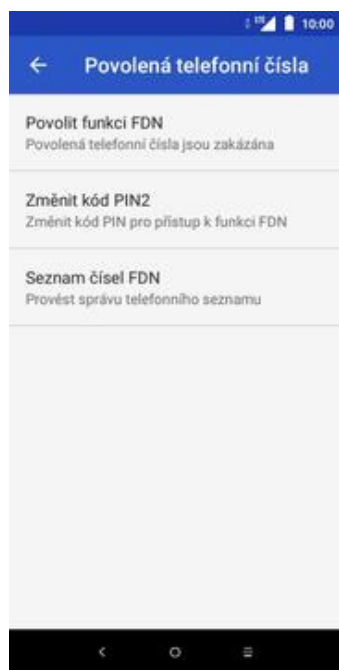 10:00
Povolená telefonní čísla
Povolit funkci FDN
Povolená telefonní čísla jsou zakázána
Změnit kód PIN2
Změnit kód PIN pro přístup k funkci FDN
Seznam čísel FDN
Provést správu telefonního seznamu